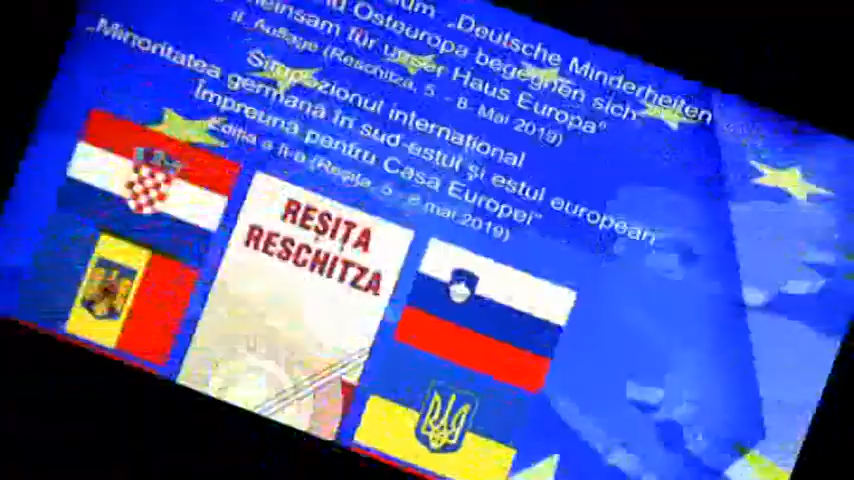 „Deutsche Minderheiten
Osteuropa begegnen sich
für unser Haus Europa“
II. Auflage (Reschitza, 5. - 8. Mai 2019)
Simpozionul internațional
„Minoritatea germană în sud-estul și estul european
Împreună pentru Casa Europei”
Ediția a II-a (Reșița, 5 - 8 mai 2019)
REȘIȚA
RESCHITZA